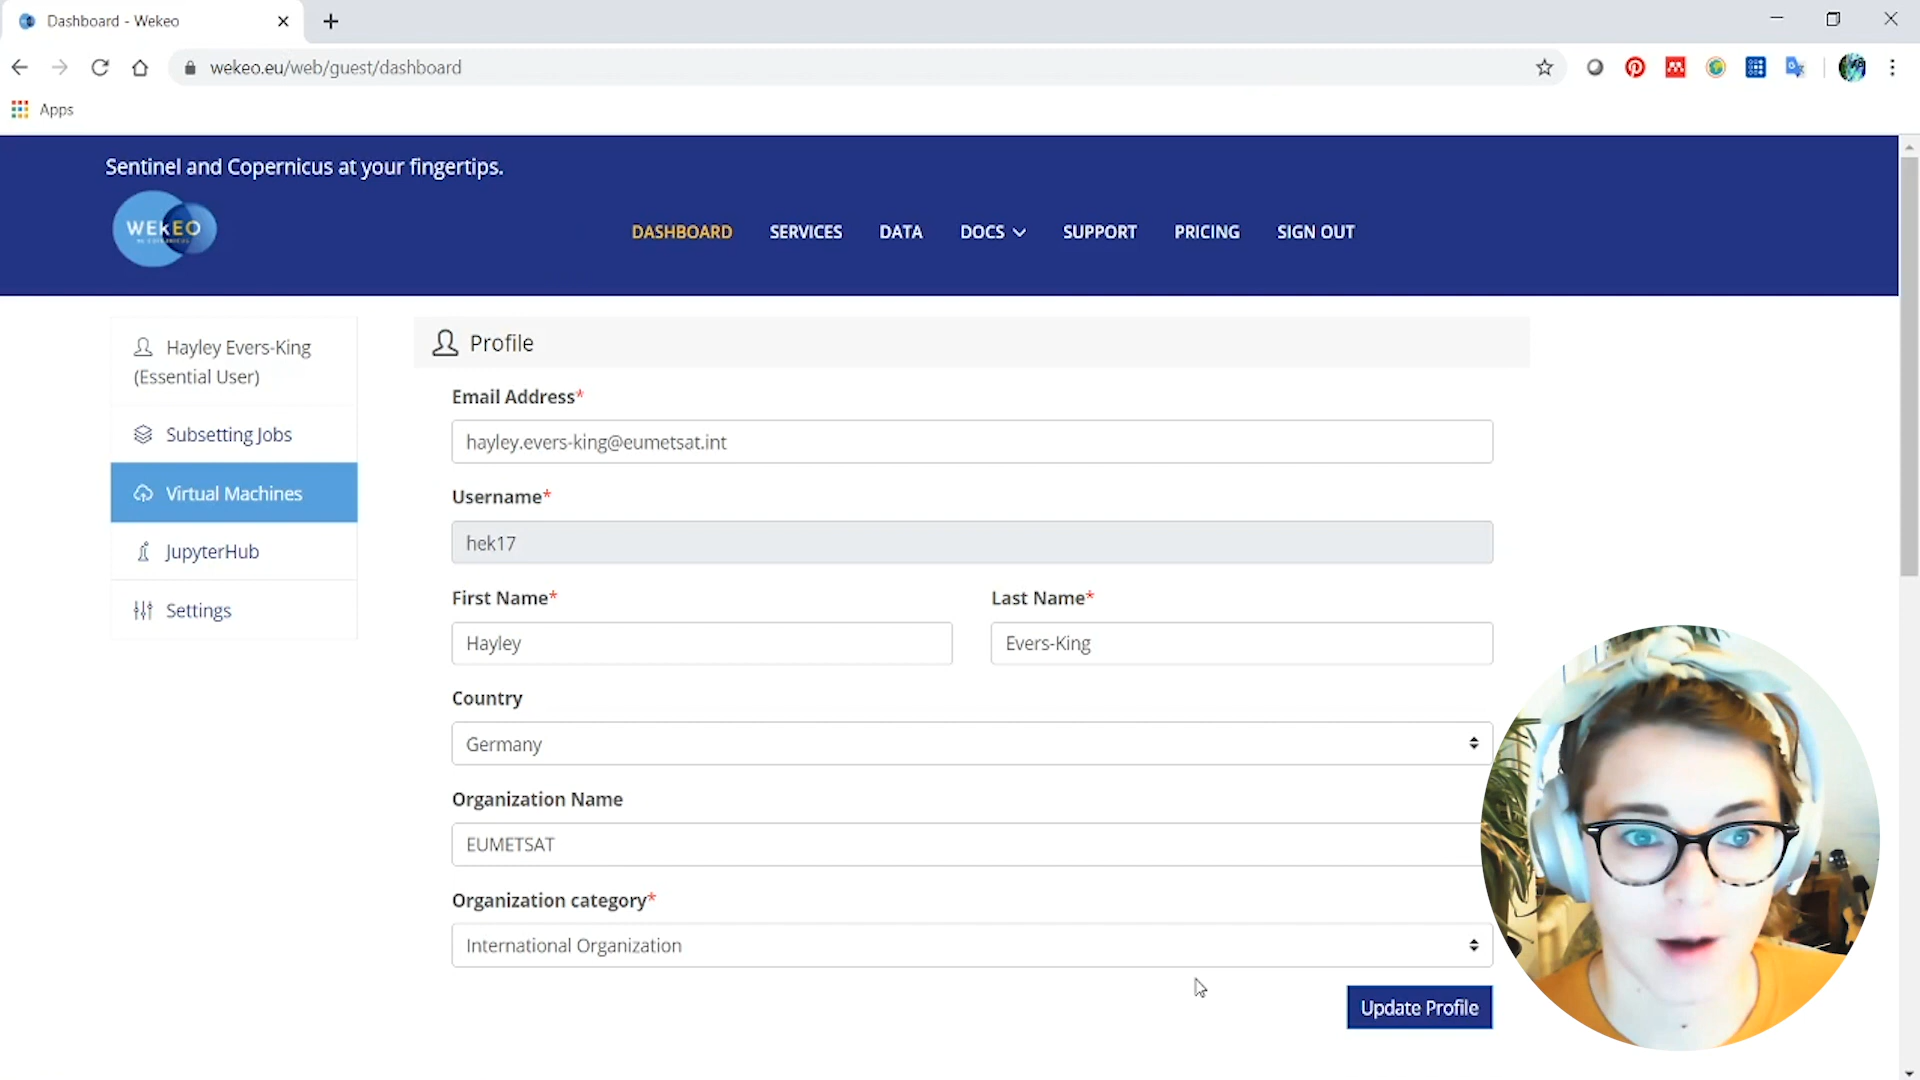 Dashboard - Wekeo
wekeo.eu/web/guest/dashboard
Apps
Sentinel and Copernicus at your fingertips.
WEkEO
DASHBOARD
SERVICES
DATA
DOCS
SUPPORT
PRICING
SIGN OUT
Hayley Evers-King
(Essential User)
Subsetting Jobs
Virtual Machines
JupyterHub
Settings
Profile
Email Address*
hayley.evers-king@eumetsat.int
Username*
hek17
First Name*
Last Name*
Hayley
Evers-King
Country
Germany
Organization Name
EUMETSAT
Organization category*
International Organization
Update Profile